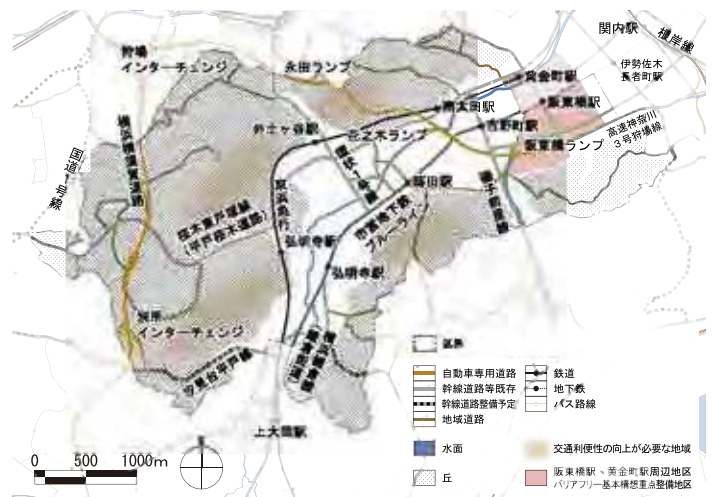 関内駅
根岸線
伊勢佐木
長者町駅
狩場
インターチェンジ
永田ランプ
黄金町駅
阪東橋駅
南太田駅
吉野町駅
高速神奈川
3号狩場線
阪東橋ランプ
井土ヶ谷駅
花之木ランプ
国道1号線
横浜横須賀道路
蒔田駅
京浜急行
桜木東戸塚線
(平戸桜木道路)
市営地下鉄
ブルーライン
弘明寺駅
弘明寺駅
インターチェンジ
上大岡駅
区界
自動車専用道路
幹線道路等既存
幹線道路整備予定
地域道路
鉄道
地下鉄
バス路線
水面
丘
交通利便性の向上が必要な地域
阪東橋駅、黄金町駅周辺地区
バリアフリー基本構想重点整備地区
0 500 1000m